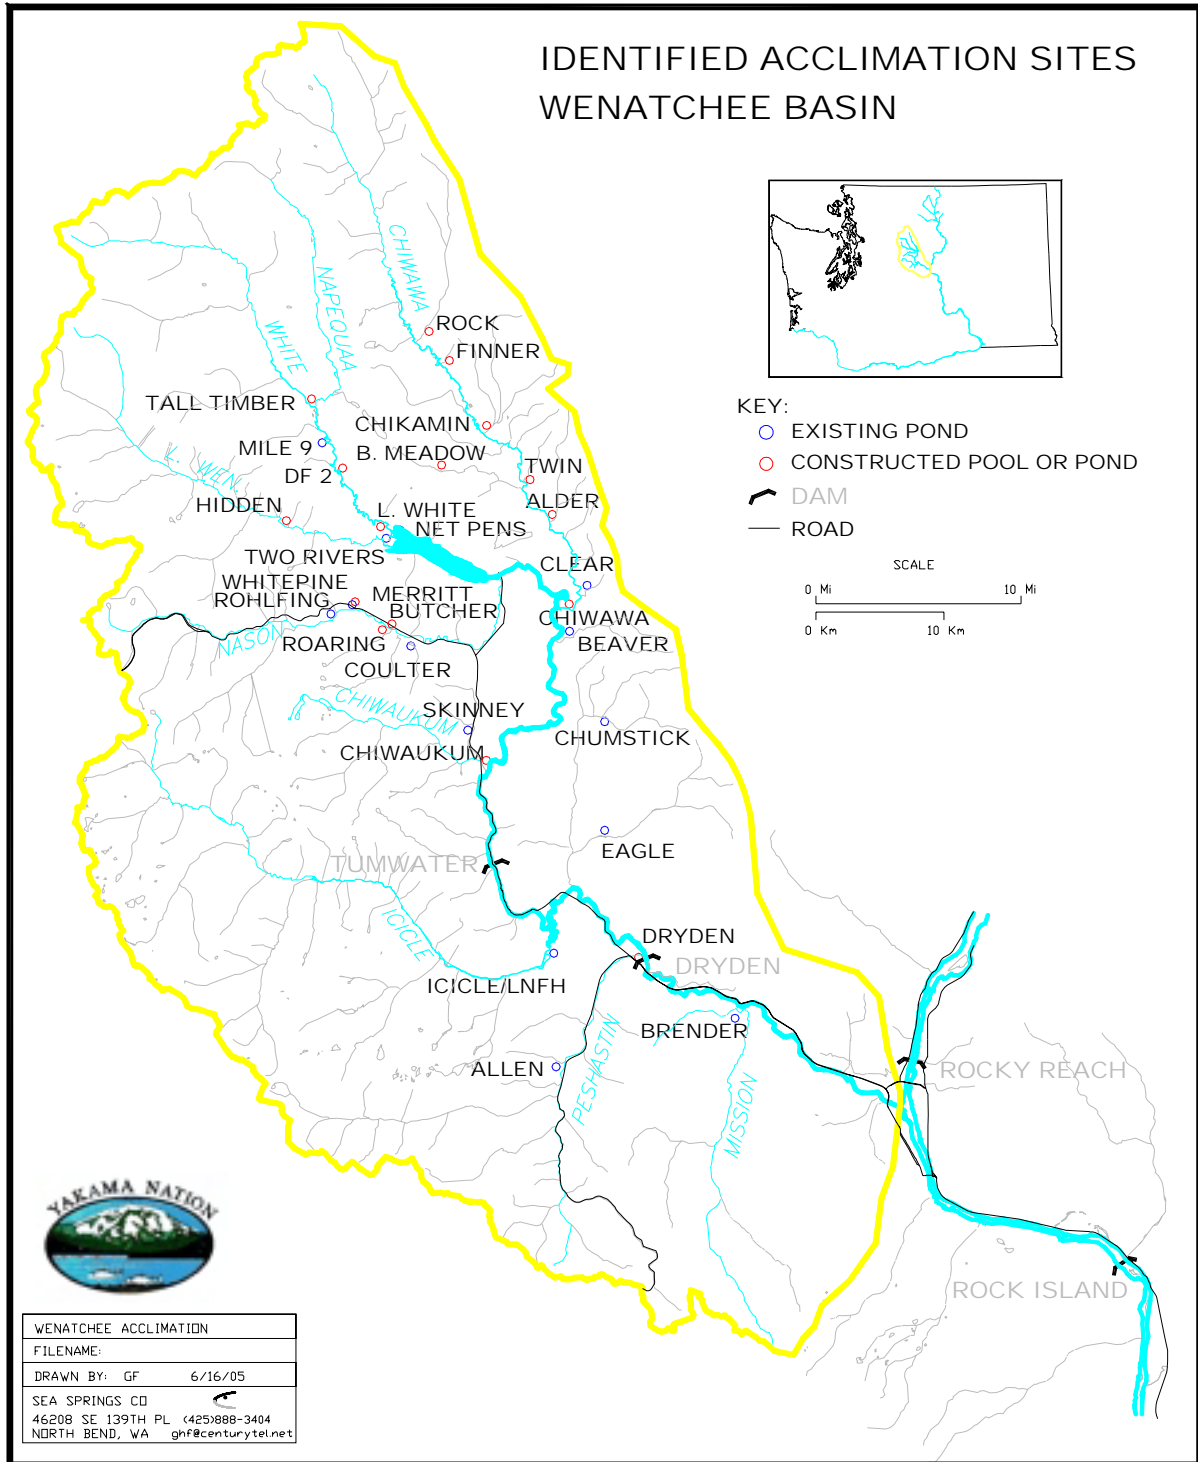 IDENTIFIED ACCLIMATION SITES
WENATCHEE BASIN
KEY:
EXISTING POND
CONSTRUCTED POOL OR POND
DAM
ROAD
SCALE
0 Mi 10 Mi
0 Km 10 Km
CHIWAWA
NAPEQUAA
WHITE
ROCK
FINNER
TALL TIMBER
CHIKAMIN
MILE 9
B. MEADOW
DF 2
TWIN
L. WEN.
ALDER
HIDDEN
L. WHITE
NET PENS
TWO RIVERS
CLEAR
WHITEPINE
MERRITT
ROHLFING
BUTCHER
CHIWAWA
NASON
ROARING
BEAVER
COULTER
CHIWAUKUM
SKINNEY
CHUMSTICK
CHIWAUKUM
EAGLE
TUMWATER
ICICLE
DRYDEN
DRYDEN
ICICLE/LNFH
BRENDER
PESHASTIN
ALLEN
MISSION
ROCKY REACH
ROCK ISLAND
YAKAMA NATION
WENATCHEE ACCLIMATION
FILENAME:
DRAWN BY: GF 6/16/05
SEA SPRINGS CO
46208 SE 139TH PL (425)888-3404
NORTH BEND, WA ghf@centurytel.net